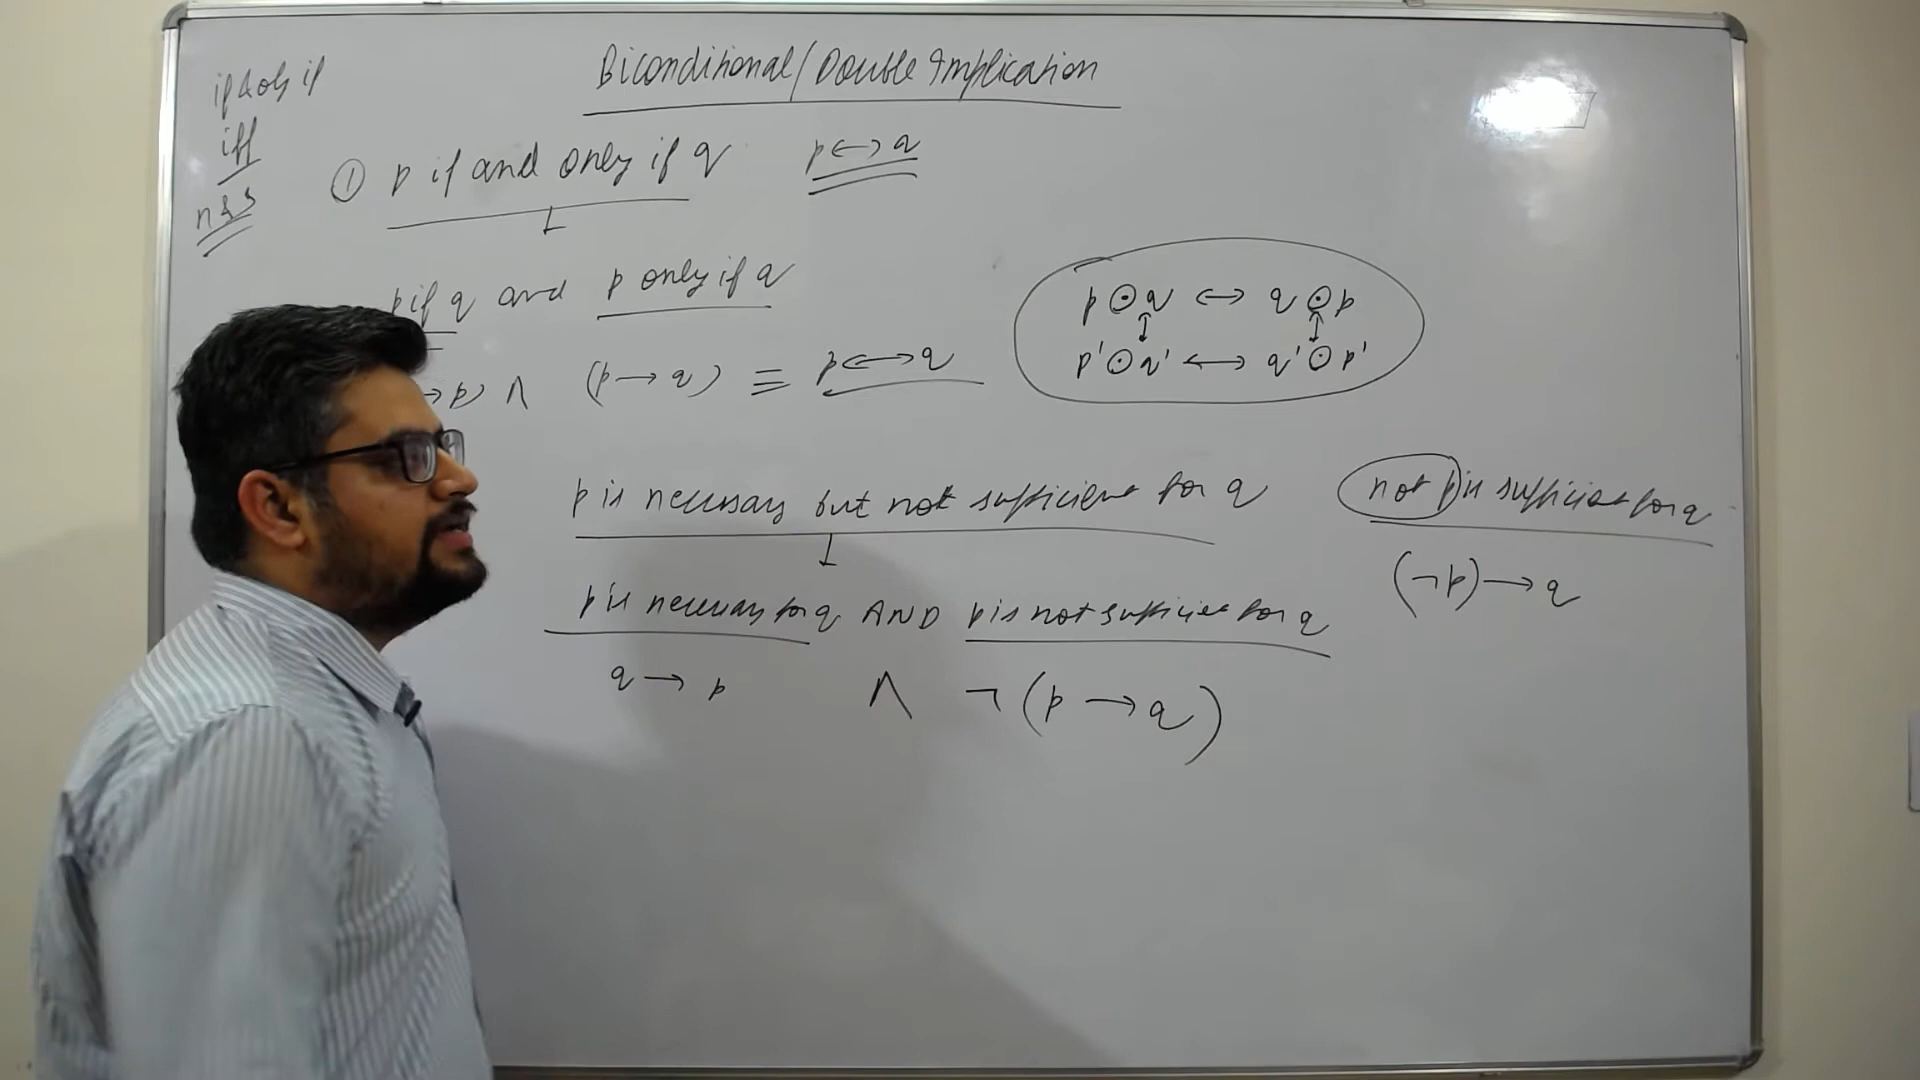 Biconditional/Double Implication
if & only if
iff
n & s
① p if and only if q p ↔ q
p if q and p only if q
→ p) ∧ (p → q) ≡ p ↔ q
p ⊙ q ↔ q ⊙ p
↕ ↕
p' ⊙ q' ↔ q' ⊙ p'
p is necessary but not sufficient for q
not p is sufficient for q
(¬p) → q
p is necessary for q AND p is not sufficient for q
q → p ∧ ¬(p → q)